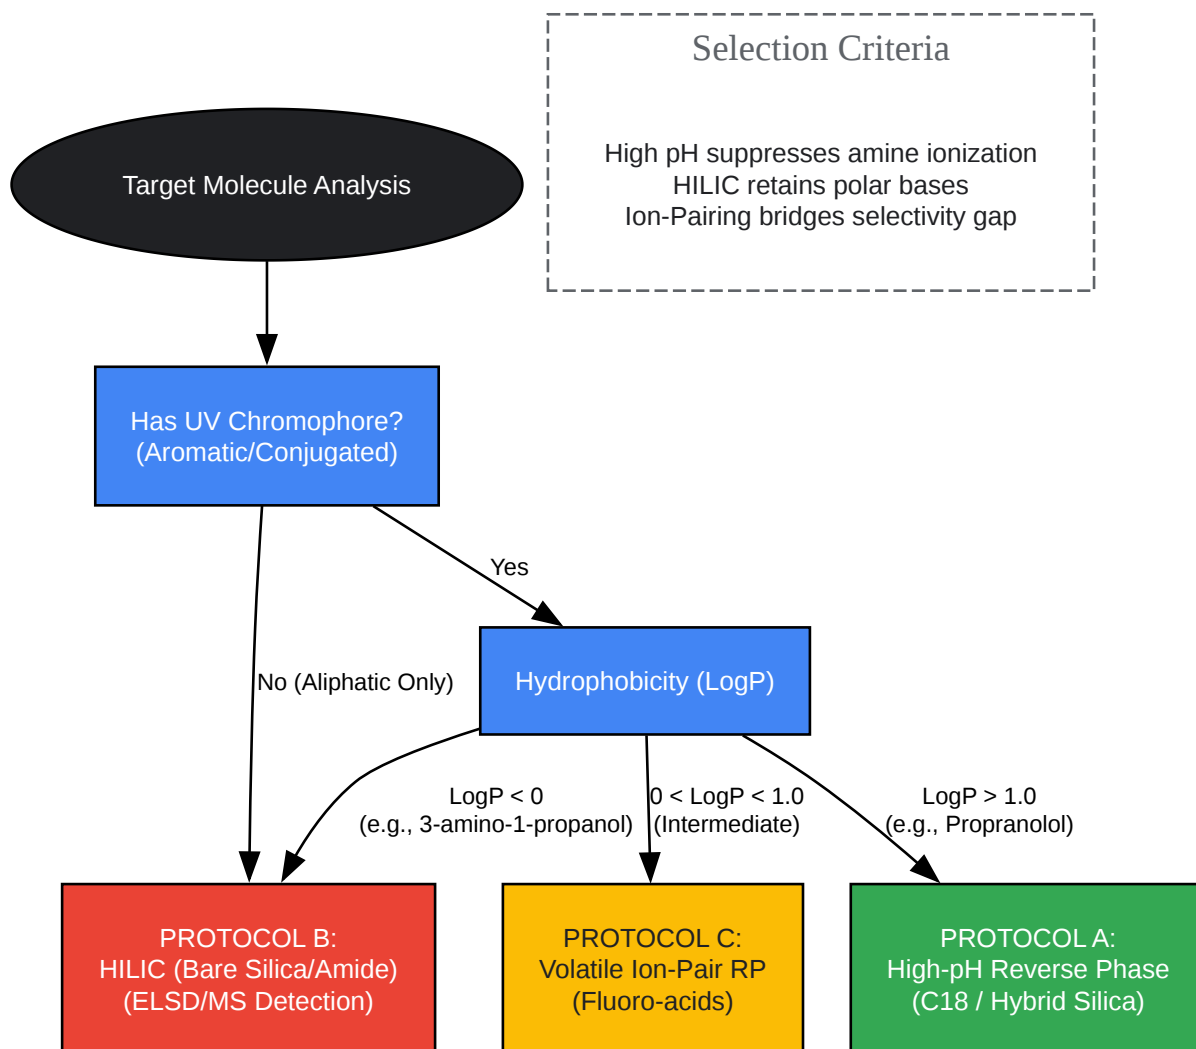 Selection Criteria
High pH suppresses amine ionization
HILIC retains polar bases
Ion-Pairing bridges selectivity gap
Target Molecule Analysis
Has UV Chromophore?
(Aromatic/Conjugated)
Yes
No (Aliphatic Only)
Hydrophobicity (LogP)
LogP < 0
(e.g., 3-amino-1-propanol)
0 < LogP < 1.0
(Intermediate)
LogP > 1.0
(e.g., Propranolol)
PROTOCOL B:
HILIC (Bare Silica/Amide)
(ELSD/MS Detection)
PROTOCOL C:
Volatile Ion-Pair RP
(Fluoro-acids)
PROTOCOL A:
High-pH Reverse Phase
(C18 / Hybrid Silica)